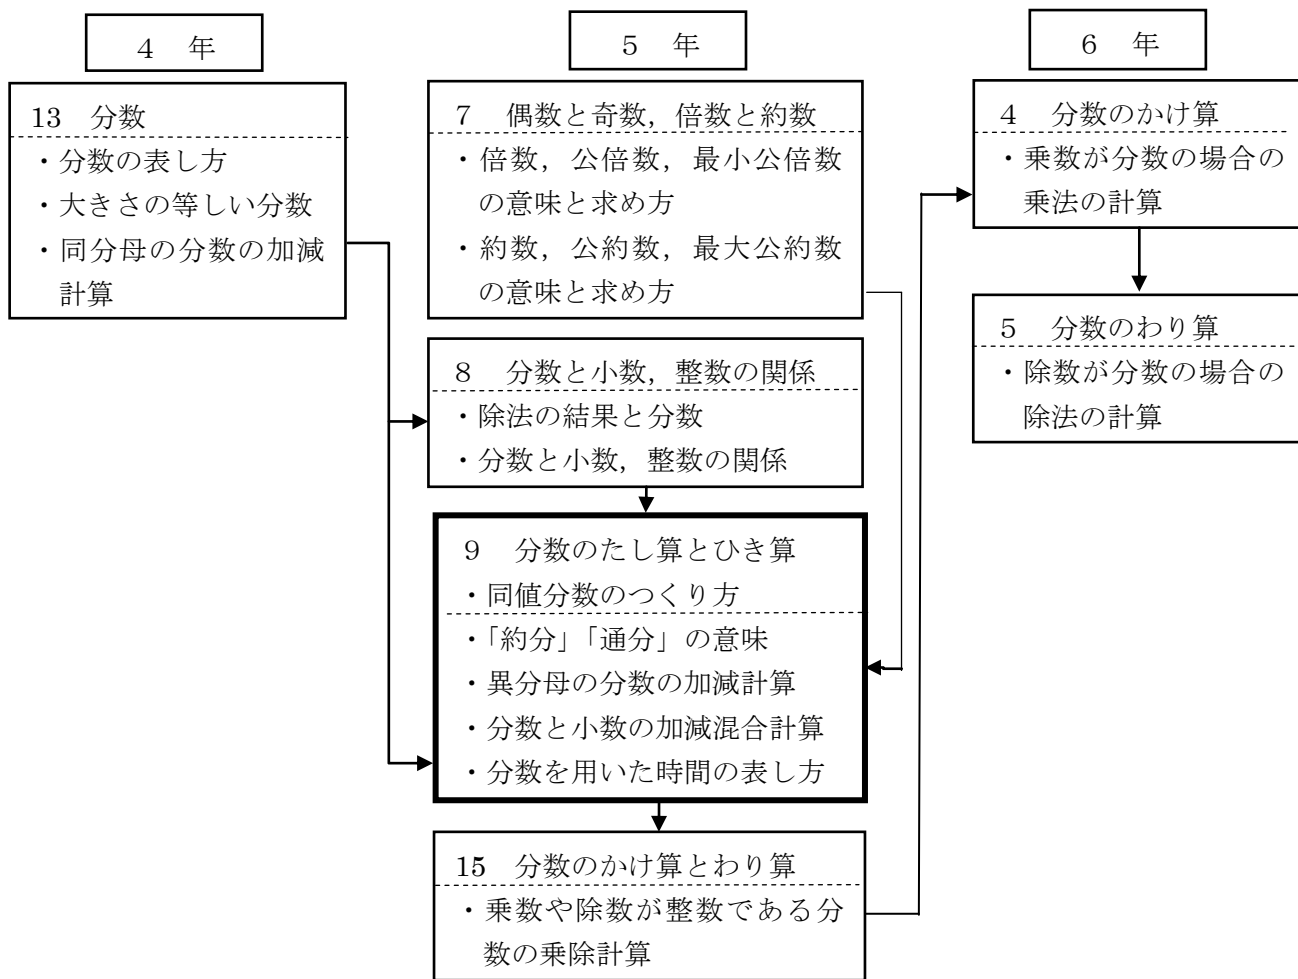 4 年
13 分数
・分数の表し方
・大きさの等しい分数
・同分母の分数の加減
計算
5 年
7 偶数と奇数，倍数と約数
・倍数，公倍数，最小公倍数
の意味と求め方
・約数，公約数，最大公約数
の意味と求め方
8 分数と小数，整数の関係
・除法の結果と分数
・分数と小数，整数の関係
9 分数のたし算とひき算
・同値分数のつくり方
・「約分」「通分」の意味
・異分母の分数の加減計算
・分数と小数の加減混合計算
・分数を用いた時間の表し方
15 分数のかけ算とわり算
・乗数や除数が整数である分
数の乗除計算
6 年
4 分数のかけ算
・乗数が分数の場合の
乗法の計算
5 分数のわり算
・除数が分数の場合の
除法の計算